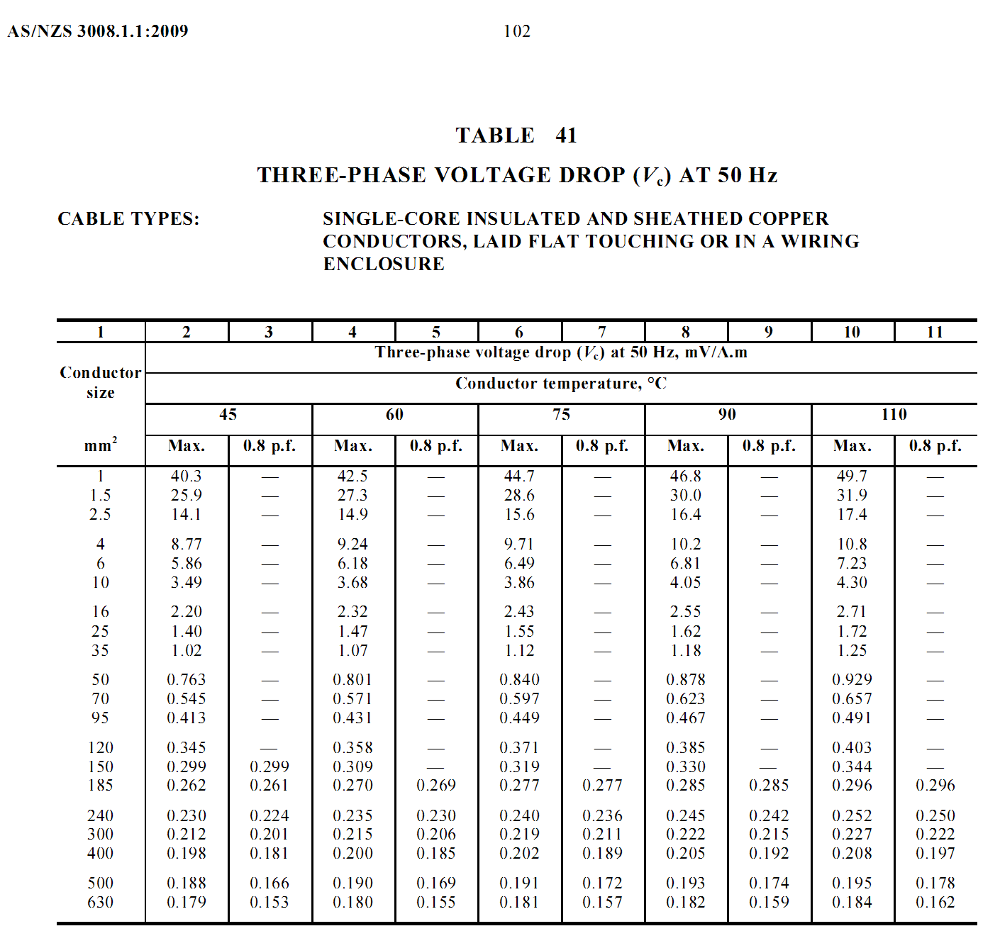 AS/NZS 3008.1.1:2009 102
TABLE 41
THREE-PHASE VOLTAGE DROP (Vc) AT 50 Hz
CABLE TYPES: SINGLE-CORE INSULATED AND SHEATHED COPPER
CONDUCTORS, LAID FLAT TOUCHING OR IN A WIRING
ENCLOSURE
1 2 3 4 5 6 7 8 9 10 11
Three-phase voltage drop (Vc) at 50 Hz, mV/A.m
Conductor
size
Conductor temperature, °C
45 60 75 90 110
mm² Max. 0.8 p.f. Max. 0.8 p.f. Max. 0.8 p.f. Max. 0.8 p.f. Max. 0.8 p.f.
1 40.3 — 42.5 — 44.7 — 46.8 — 49.7 —
1.5 25.9 — 27.3 — 28.6 — 30.0 — 31.9 —
2.5 14.1 — 14.9 — 15.6 — 16.4 — 17.4 —
4 8.77 — 9.24 — 9.71 — 10.2 — 10.8 —
6 5.86 — 6.18 — 6.49 — 6.81 — 7.23 —
10 3.49 — 3.68 — 3.86 — 4.05 — 4.30 —
16 2.20 — 2.32 — 2.43 — 2.55 — 2.71 —
25 1.40 — 1.47 — 1.55 — 1.62 — 1.72 —
35 1.02 — 1.07 — 1.12 — 1.18 — 1.25 —
50 0.763 — 0.801 — 0.840 — 0.878 — 0.929 —
70 0.545 — 0.571 — 0.597 — 0.623 — 0.657 —
95 0.413 — 0.431 — 0.449 — 0.467 — 0.491 —
120 0.345 — 0.358 — 0.371 — 0.385 — 0.403 —
150 0.299 0.299 0.309 — 0.319 — 0.330 — 0.344 —
185 0.262 0.261 0.270 0.269 0.277 0.277 0.285 0.285 0.296 0.296
240 0.230 0.224 0.235 0.230 0.240 0.236 0.245 0.242 0.252 0.250
300 0.212 0.201 0.215 0.206 0.219 0.211 0.222 0.215 0.227 0.222
400 0.198 0.181 0.200 0.185 0.202 0.189 0.205 0.192 0.208 0.197
500 0.188 0.166 0.190 0.169 0.191 0.172 0.193 0.174 0.195 0.178
630 0.179 0.153 0.180 0.155 0.181 0.157 0.182 0.159 0.184 0.162